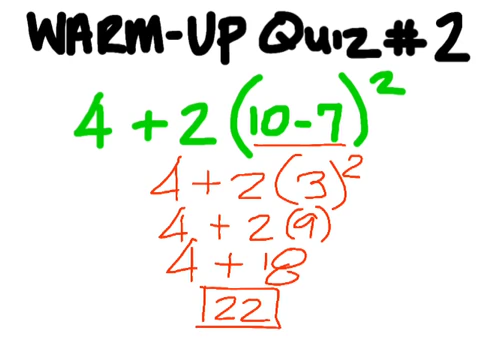 WARM-UP QUIZ #2
4 + 2 (10-7)²
4 + 2 (3)²
4 + 2 (9)
4 + 18
22